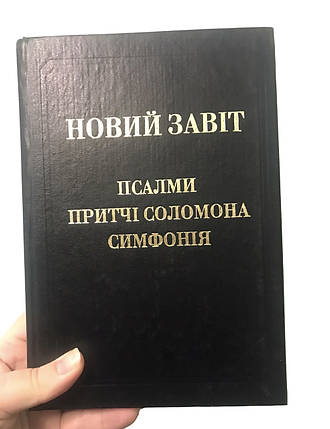 НОВИЙ ЗАВІТ
ПСАЛМИ
ПРИТЧІ СОЛОМОНА
СИМФОНІЯ